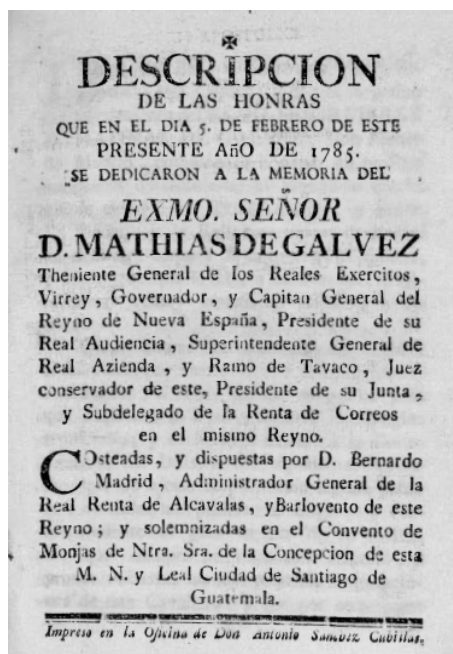 ✠
DESCRIPCION
DE LAS HONRAS
QUE EN EL DIA 5. DE FEBRERO DE ESTE
PRESENTE AñO DE 1785.
SE DEDICARON A LA MEMORIA DEL
EXMO. SEÑOR
D. MATHIAS DE GALVEZ
Theniente General de los Reales Exercitos,
Virrey, Governador, y Capitan General del
Reyno de Nueva España, Presidente de su
Real Audiencia, Superintendente General de
Real Azienda, y Ramo de Tavaco, Juez
conservador de este, Presidente de su Junta,
y Subdelegado de la Renta de Correos
en el mismo Reyno.
COsteadas, y dispuestas por D. Bernardo
Madrid, Administrador General de la
Real Renta de Alcavalas, yBarlovento de este
Reyno; y solemnizadas en el Convento de
Monjas de Ntra. Sra. de la Concepcion de esta
M. N. y Leal Ciudad de Santiago de
Guatemala.
Impreso en la Oficina de Don Antonio Sanchez Cubillas.